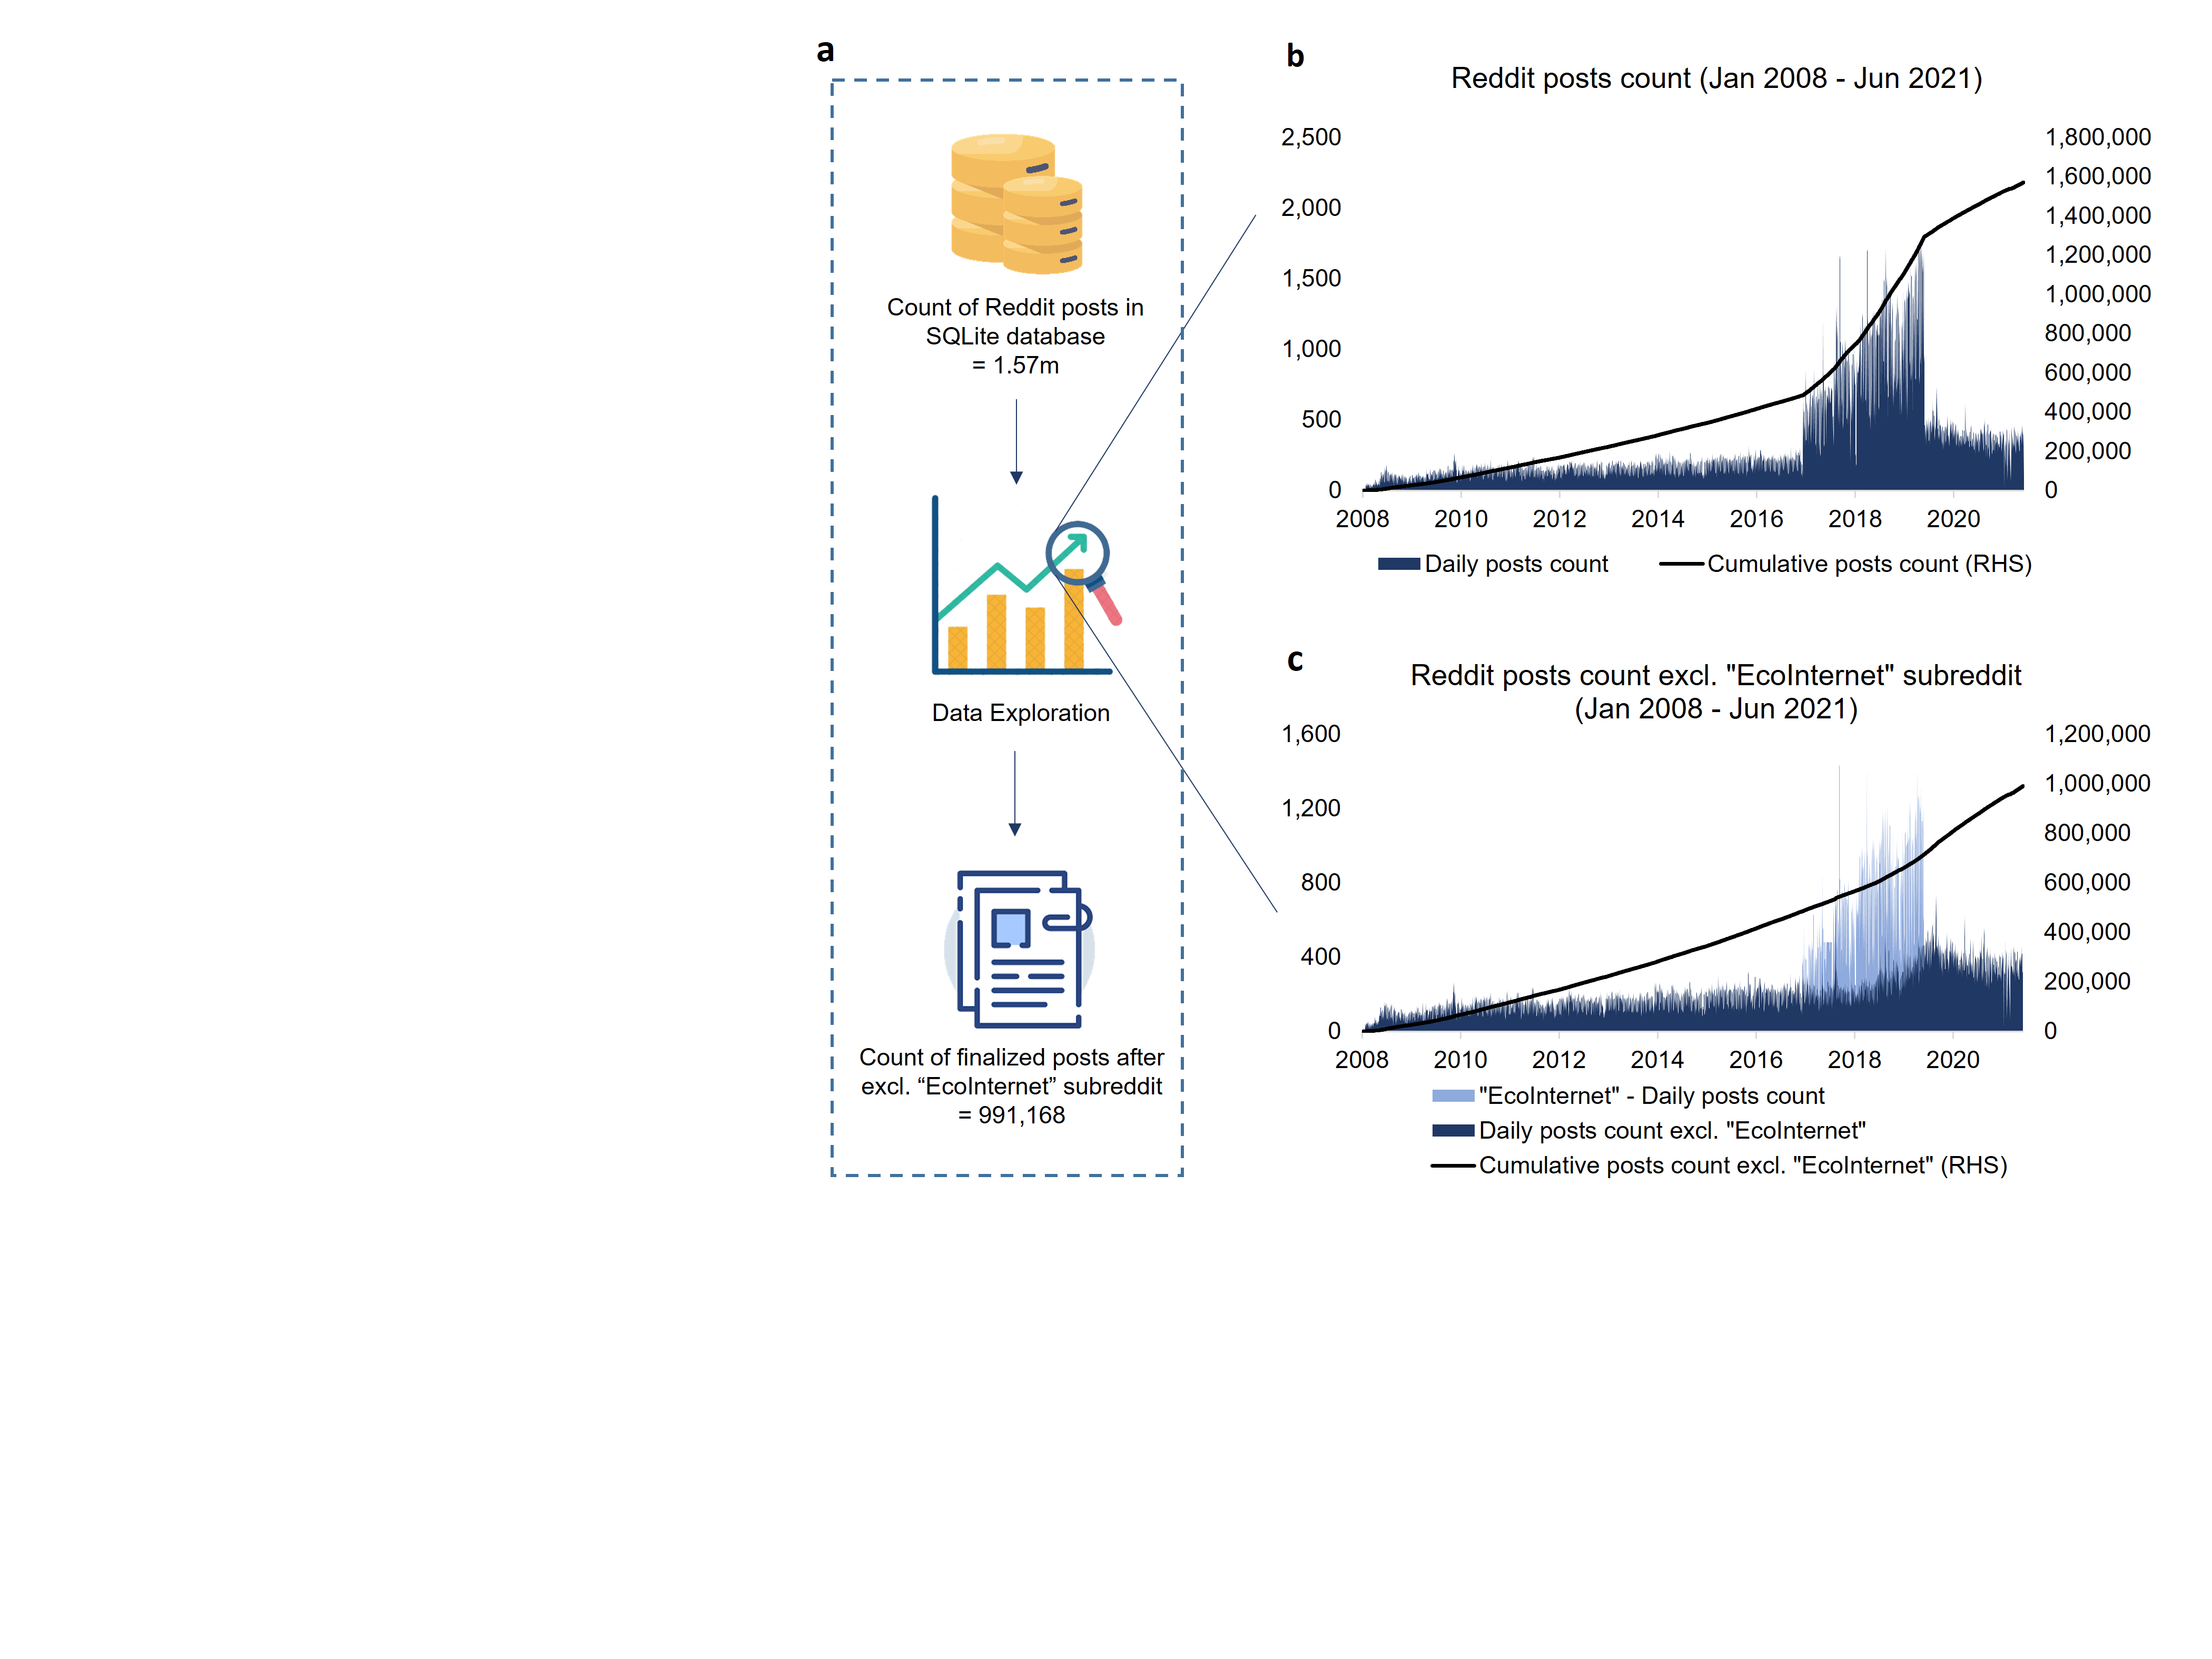 a
Count of Reddit posts in
SQLite database
= 1.57m
Data Exploration
Count of finalized posts after
excl. “EcoInternet” subreddit
= 991,168
b
Reddit posts count (Jan 2008 - Jun 2021)
2,500
2,000
1,500
1,000
500
0
1,800,000
1,600,000
1,400,000
1,200,000
1,000,000
800,000
600,000
400,000
200,000
0
2008 2010 2012 2014 2016 2018 2020
Daily posts count Cumulative posts count (RHS)
c
Reddit posts count excl. "EcoInternet" subreddit
(Jan 2008 - Jun 2021)
1,600
1,200
800
400
0
1,200,000
1,000,000
800,000
600,000
400,000
200,000
0
2008 2010 2012 2014 2016 2018 2020
"EcoInternet" - Daily posts count
Daily posts count excl. "EcoInternet"
Cumulative posts count excl. "EcoInternet" (RHS)